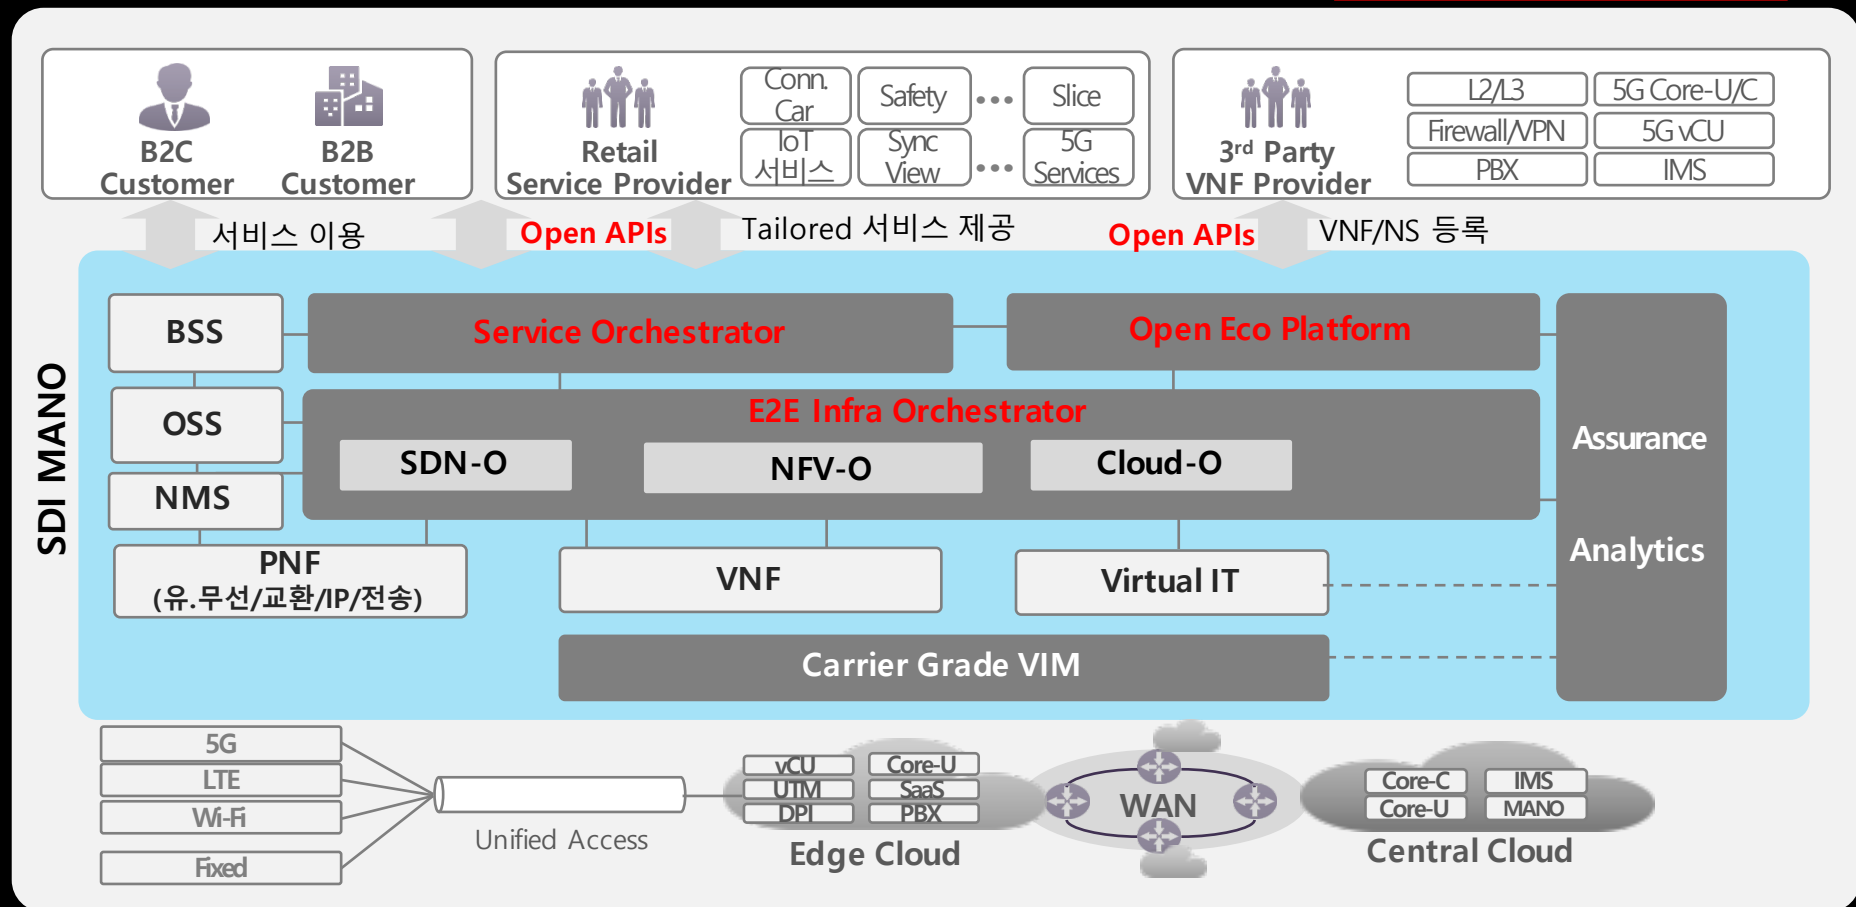 B2C
Customer
B2B
Customer
Retail
Service Provider
Conn.
Car
Safety
•••
Slice
IoT
서비스
Sync
View
•••
5G
Services
3rd Party
VNF Provider
L2/L3
5G Core-U/C
Firewall/VPN
5G vCU
PBX
IMS
서비스 이용
Open APIs
Tailored 서비스 제공
Open APIs
VNF/NS 등록
SDI MANO
BSS
Service Orchestrator
Open Eco Platform
OSS
E2E Infra Orchestrator
SDN-O
NFV-O
Cloud-O
NMS
Assurance
Analytics
PNF
(유.무선/교환/IP/전송)
VNF
Virtual IT
Carrier Grade VIM
5G
LTE
Wi-Fi
Fixed
Unified Access
vCU
Core-U
UTM
SaaS
DPI
PBX
Edge Cloud
WAN
Core-C
IMS
Core-U
MANO
Central Cloud